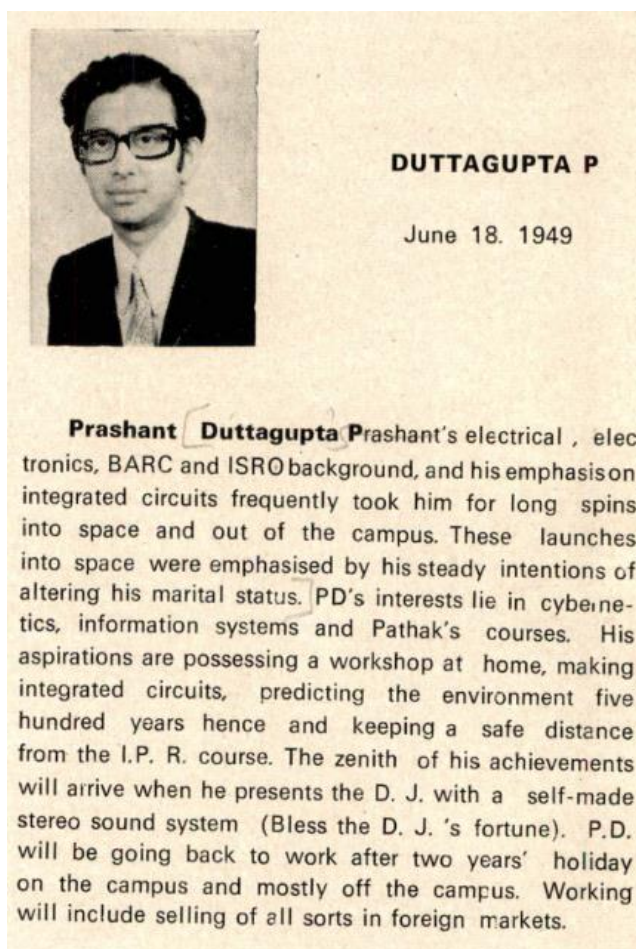 DUTTAGUPTA P
June 18. 1949
Prashant Duttagupta Prashant's electrical , elec
tronics, BARC and ISRO background, and his emphasis on
integrated circuits frequently took him for long spins
into space and out of the campus. These launches
into space were emphasised by his steady intentions of
altering his marital status. PD's interests lie in cyberne-
tics, information systems and Pathak's courses. His
aspirations are possessing a workshop at home, making
integrated circuits, predicting the environment five
hundred years hence and keeping a safe distance
from the I.P. R. course. The zenith of his achievements
will arrive when he presents the D. J. with a self-made
stereo sound system (Bless the D. J. 's fortune). P.D.
will be going back to work after two years' holiday
on the campus and mostly off the campus. Working
will include selling of all sorts in foreign markets.